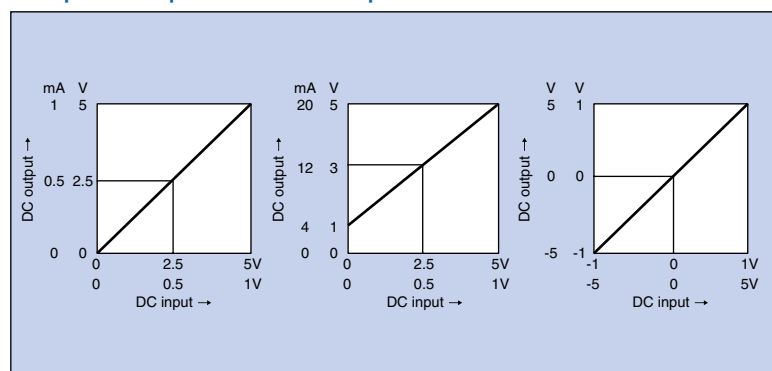 mA V
1 5
0.5 2.5
0 0
DC output →
0 2.5 5V
0 0.5 1V
DC input →
mA V
20 5
12 3
4 1
0 0
DC output →
0 2.5 5V
0 0.5 1V
DC input →
V V
5 1
0 0
-5 -1
DC output →
-1 0 1V
-5 0 5V
DC input →